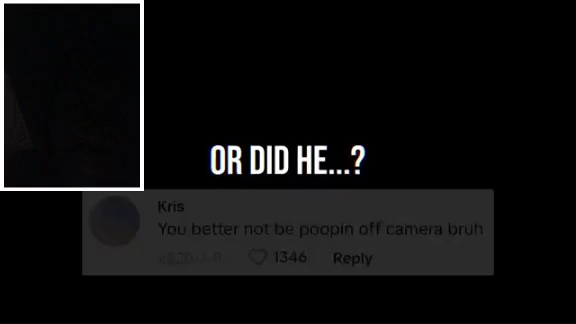 OR DID HE...?
Kris
You better not be poopin off camera bruh
1346 Reply